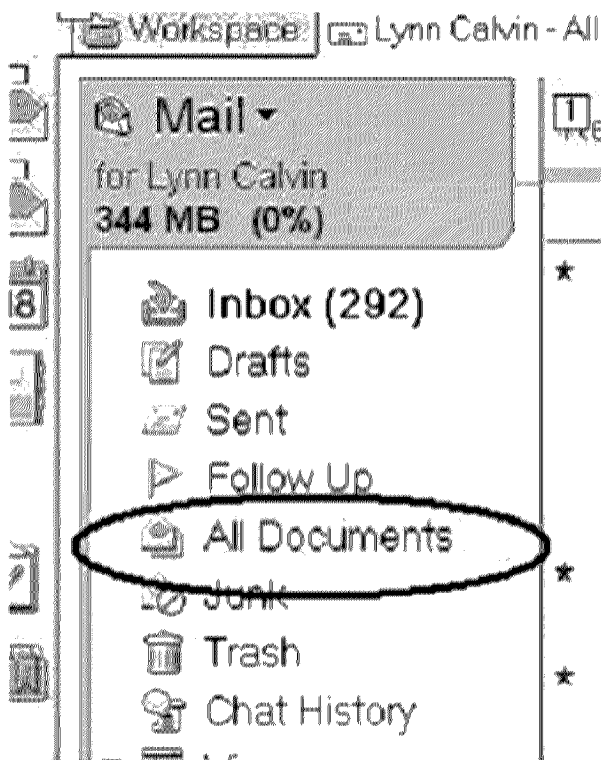 Workspace Lynn Calvin - All
Mail
for Lynn Calvin
344 MB (0%)
Inbox (292)
Drafts
Sent
Follow Up
All Documents
Junk
Trash
Chat History